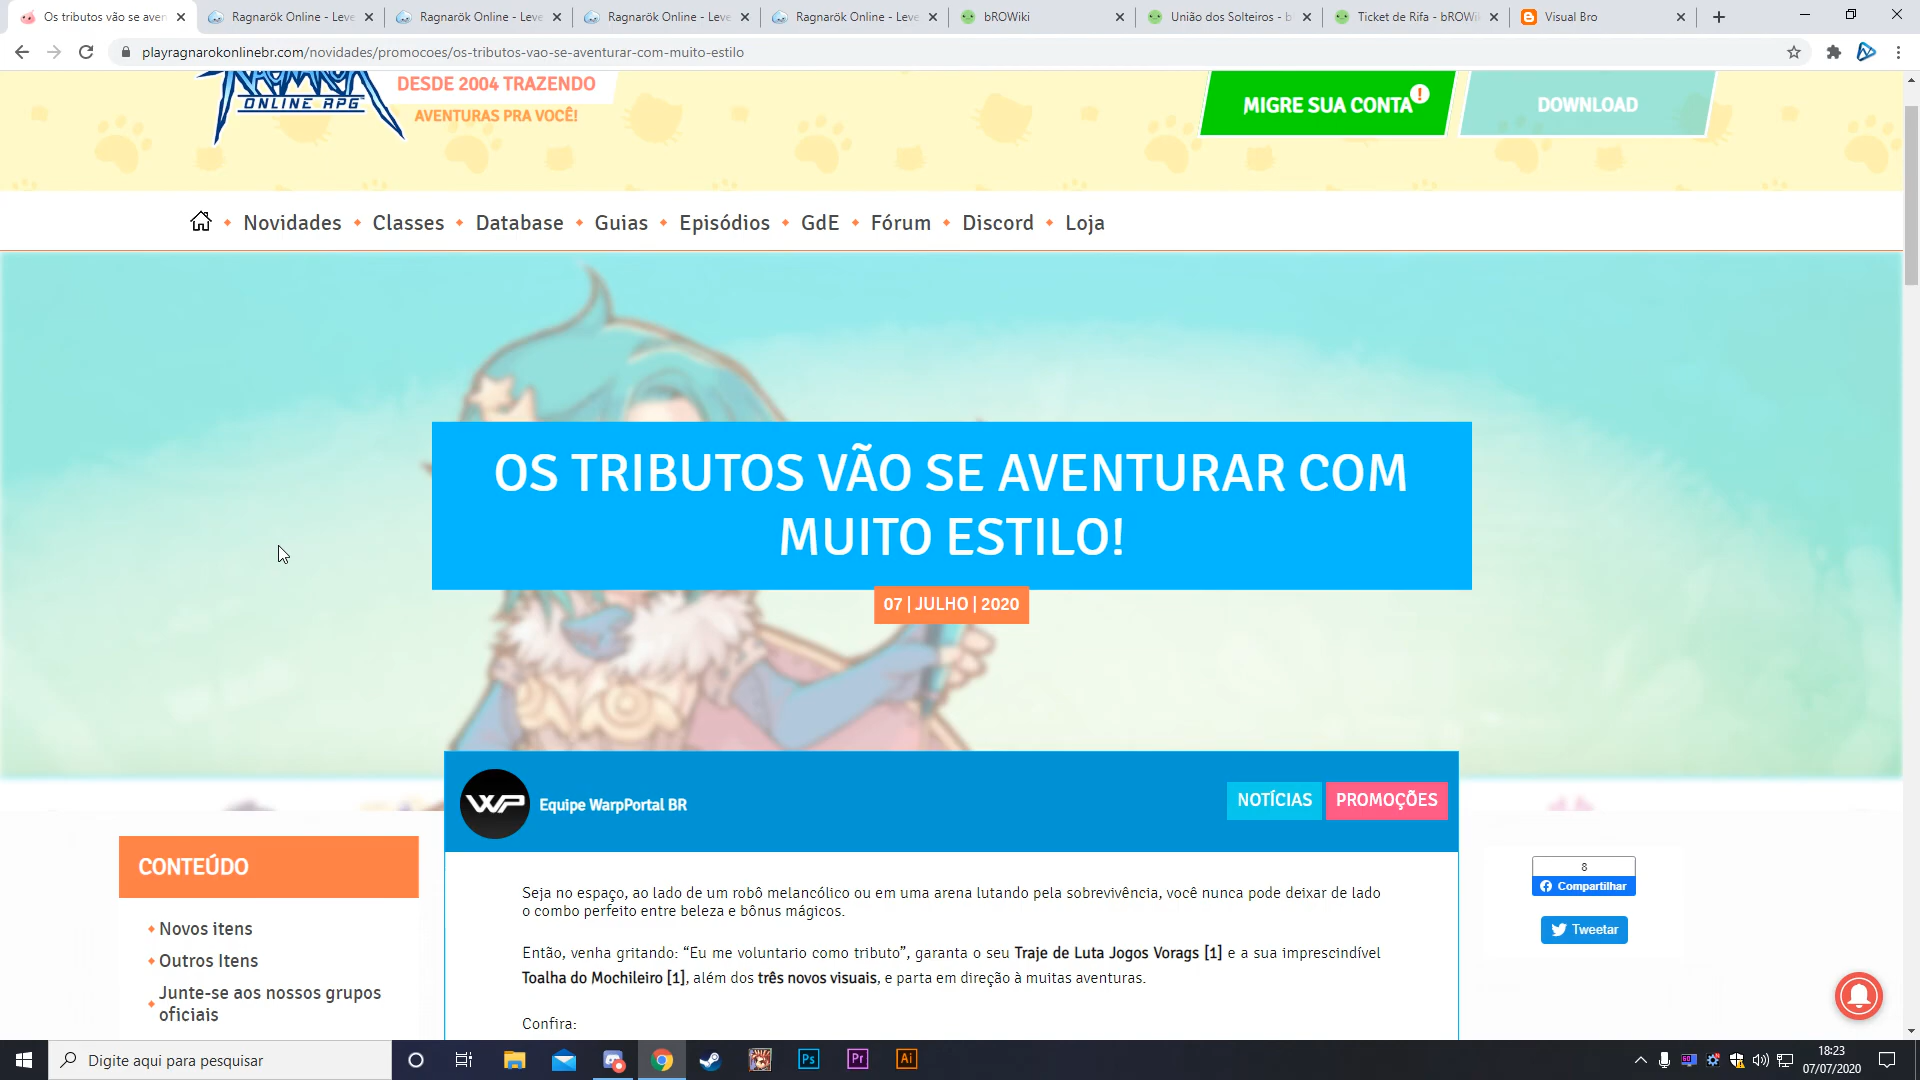 Os tributos vão se aven
Ragnarök Online - Leve
Ragnarök Online - Leve
Ragnarök Online - Leve
Ragnarök Online - Leve
bROWiki
União dos Solteiros - b
Ticket de Rifa - bROWi
Visual Bro
playragnarokonlinebr.com/novidades/promocoes/os-tributos-vao-se-aventurar-com-muito-estilo
RAGNARÖK
ONLINE RPG
DESDE 2004 TRAZENDO
AVENTURAS PRA VOCÊ!
MIGRE SUA CONTA
!
DOWNLOAD
Novidades
Classes
Database
Guias
Episódios
GdE
Fórum
Discord
Loja
OS TRIBUTOS VÃO SE AVENTURAR COM
MUITO ESTILO!
07 | JULHO | 2020
WP
Equipe WarpPortal BR
NOTÍCIAS
PROMOÇÕES
CONTEÚDO
Novos itens
Outros Itens
Junte-se aos nossos grupos
oficiais
Seja no espaço, ao lado de um robô melancólico ou em uma arena lutando pela sobrevivência, você nunca pode deixar de lado
o combo perfeito entre beleza e bônus mágicos.
Então, venha gritando: “Eu me voluntario como tributo”, garanta o seu Traje de Luta Jogos Vorags [1] e a sua imprescindível
Toalha do Mochileiro [1], além dos três novos visuais, e parta em direção à muitas aventuras.
Confira:
8
Compartilhar
Tweetar
Digite aqui para pesquisar
Ps
Pr
Ai
18:23
07/07/2020